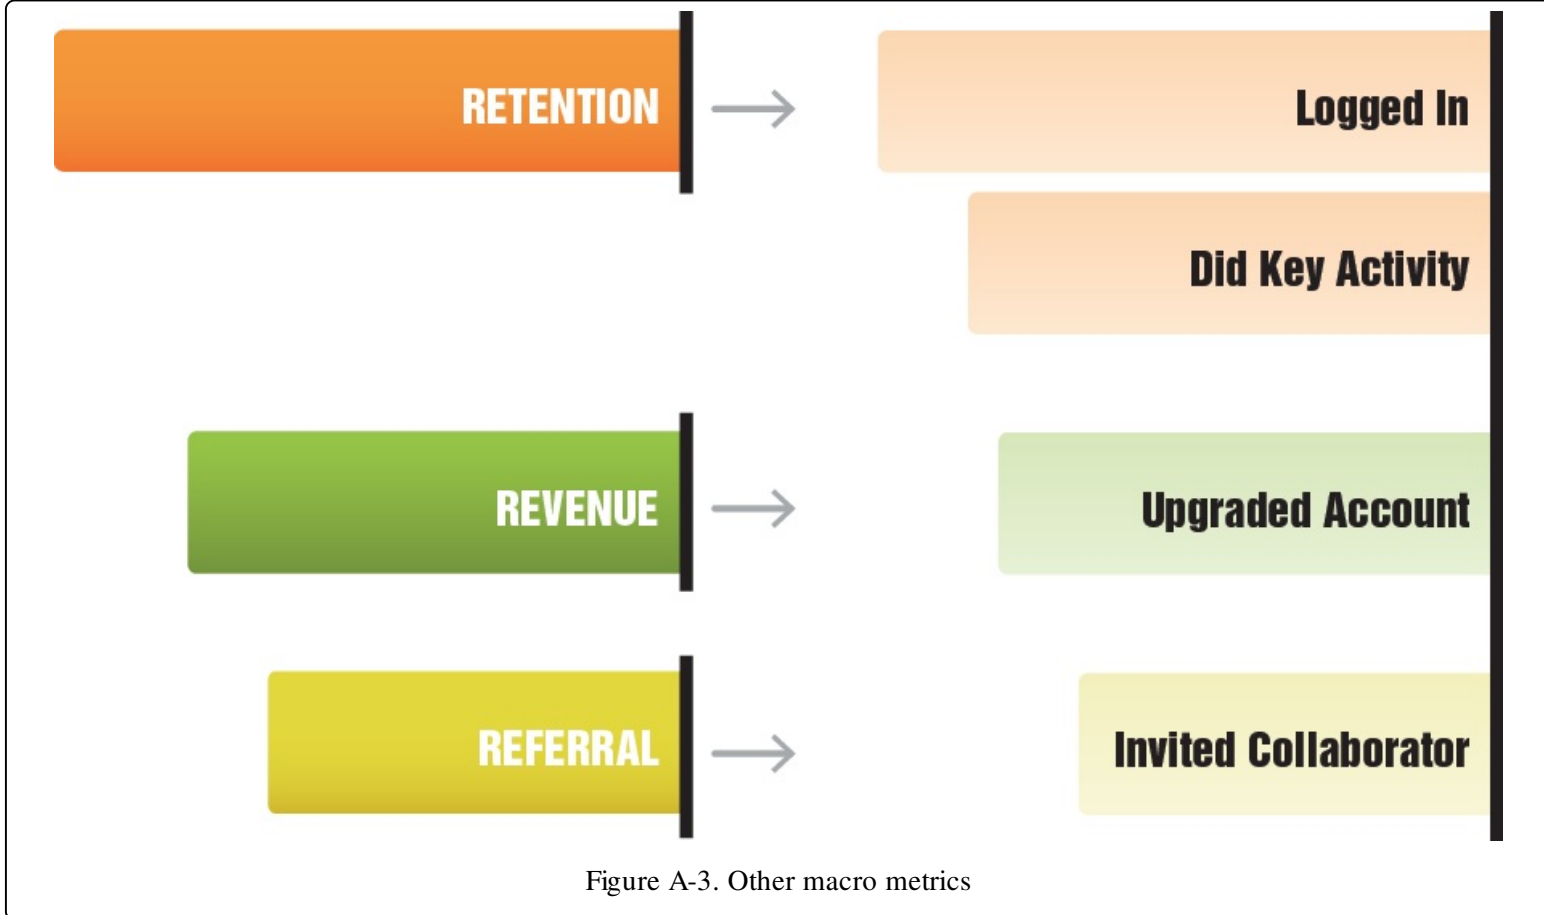 RETENTION
Logged In
Did Key Activity
REVENUE
Upgraded Account
REFERRAL
Invited Collaborator
Figure A-3. Other macro metrics